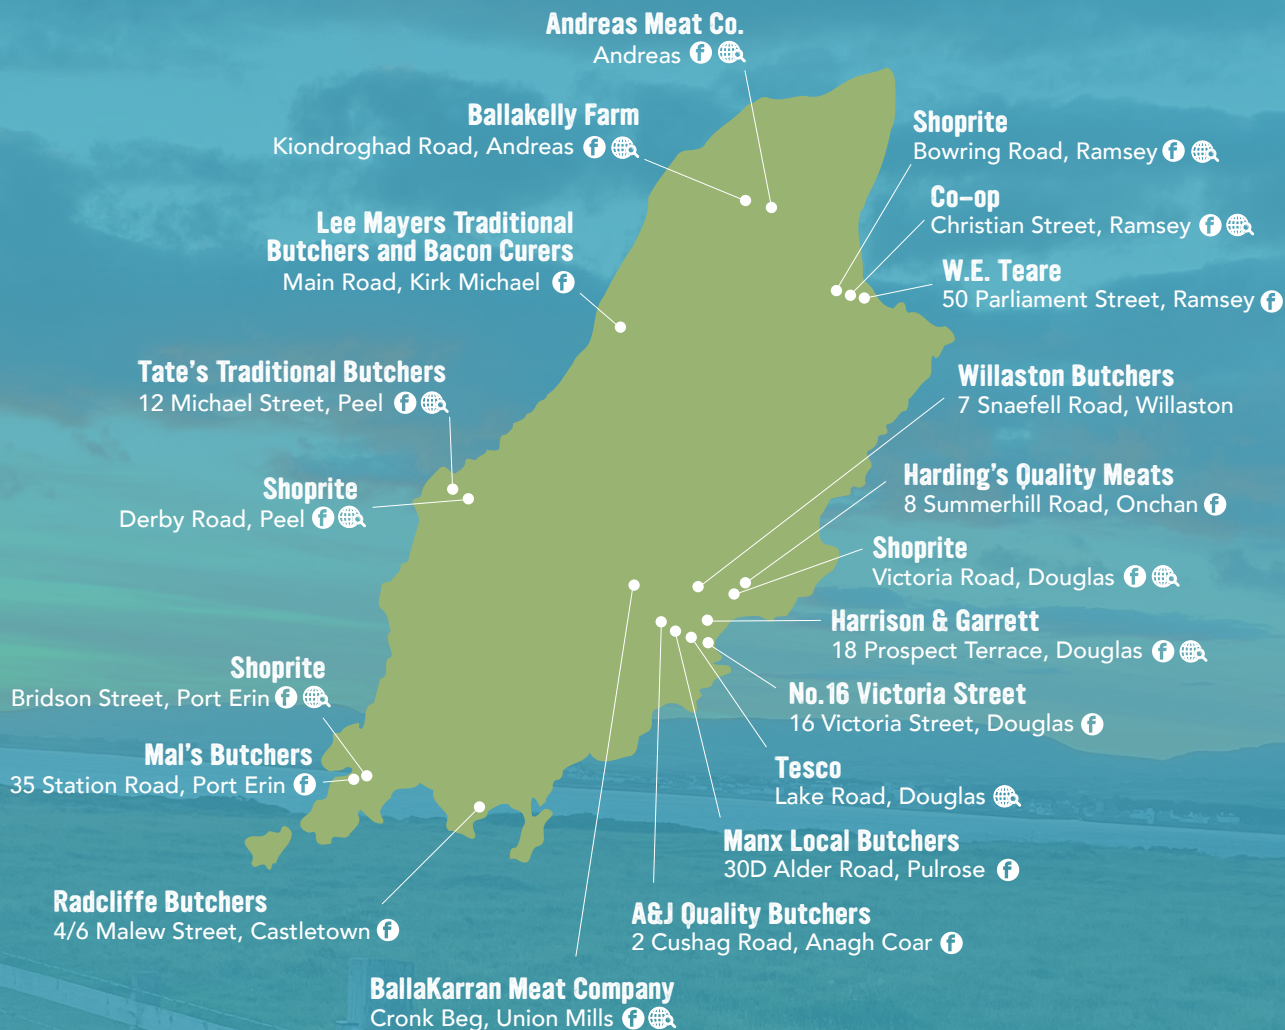 Andreas Meat Co.
Andreas
Ballakelly Farm
Kiondroghad Road, Andreas
Lee Mayers Traditional
Butchers and Bacon Curers
Main Road, Kirk Michael
Tate's Traditional Butchers
12 Michael Street, Peel
Shoprite
Derby Road, Peel
Shoprite
Bridson Street, Port Erin
Mal's Butchers
35 Station Road, Port Erin
Radcliffe Butchers
4/6 Malew Street, Castletown
BallaKarran Meat Company
Cronk Beg, Union Mills
Shoprite
Bowring Road, Ramsey
Co-op
Christian Street, Ramsey
W.E. Teare
50 Parliament Street, Ramsey
Willaston Butchers
7 Snaefell Road, Willaston
Harding's Quality Meats
8 Summerhill Road, Onchan
Shoprite
Victoria Road, Douglas
Harrison & Garrett
18 Prospect Terrace, Douglas
No.16 Victoria Street
16 Victoria Street, Douglas
Tesco
Lake Road, Douglas
Manx Local Butchers
30D Alder Road, Pulrose
A&J Quality Butchers
2 Cushag Road, Anagh Coar